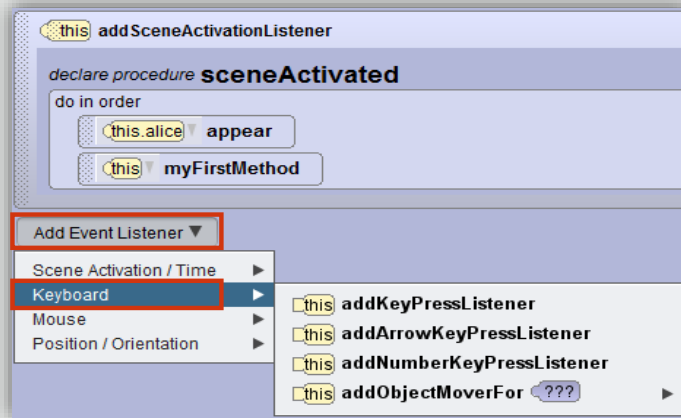 this addSceneActivationListener
declare procedure sceneActivated
do in order
this.alice appear
this myFirstMethod
Add Event Listener
Scene Activation / Time
Keyboard
Mouse
Position / Orientation
this addKeyPressListener
this addArrowKeyPressListener
this addNumberKeyPressListener
this addObjectMoverFor ???